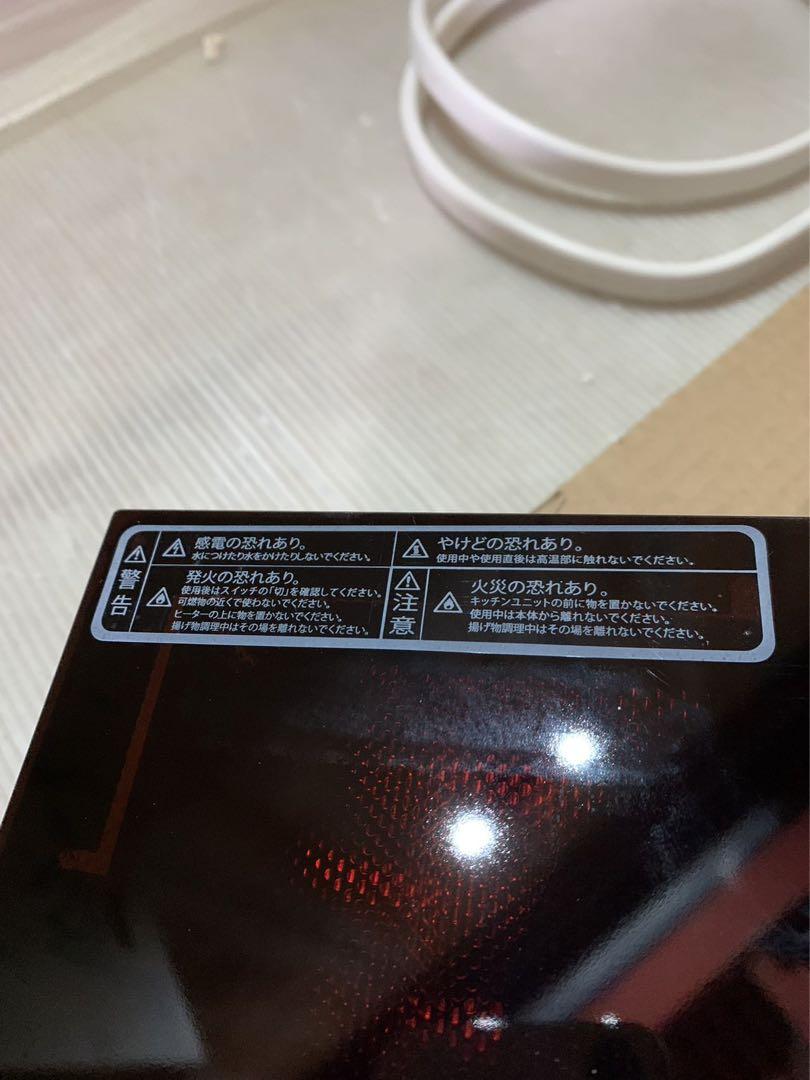 警告
感電の恐れあり。
水につけたり水をかけたりしないでください。
発火の恐れあり。
使用後はスイッチの「切」を確認してください。
可燃物の近くで使わないでください。
ヒーターの上に物を置かないでください。
揚げ物調理中はその場を離れないでください。
注意
やけどの恐れあり。
使用中や使用直後は高温部に触れないでください。
火災の恐れあり。
キッチンユニットの前に物を置かないでください。
使用中は本体から離れないでください。
揚げ物調理中はその場を離れないでください。